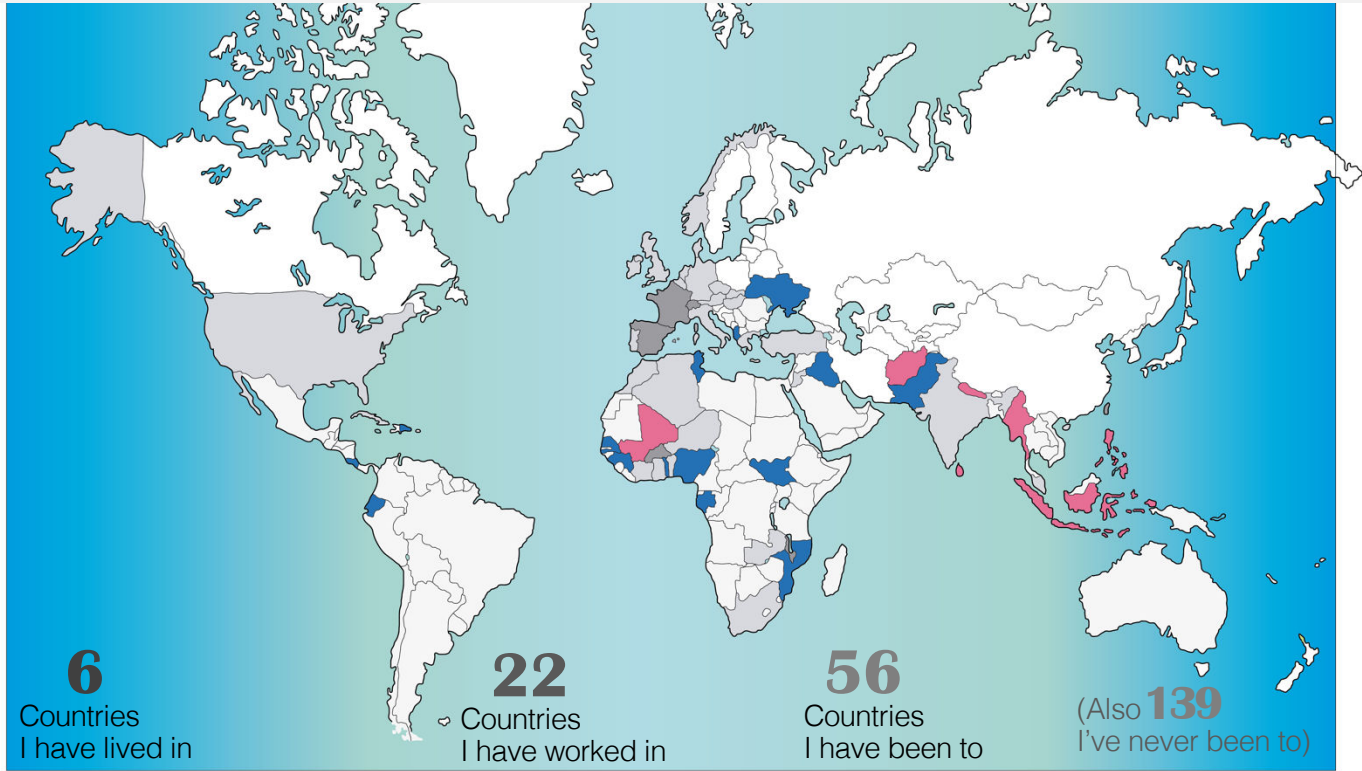 6
Countries
I have lived in
22
Countries
I have worked in
56
Countries
I have been to
(Also 139
I've never been to)